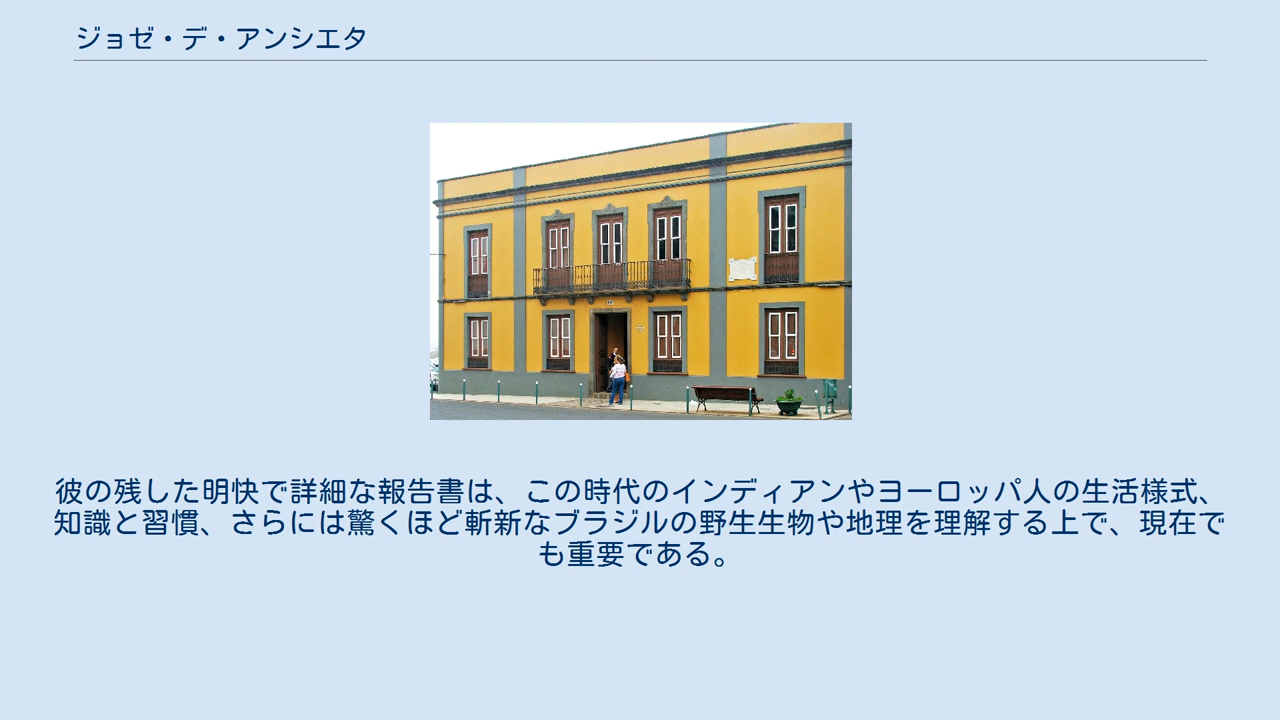 ジョゼ・デ・アンシエタ
彼の残した明快で詳細な報告書は、この時代のインディアンやヨーロッパ人の生活様式、
知識と習慣、さらには驚くほど斬新なブラジルの野生生物や地理を理解する上で、現在で
も重要である。